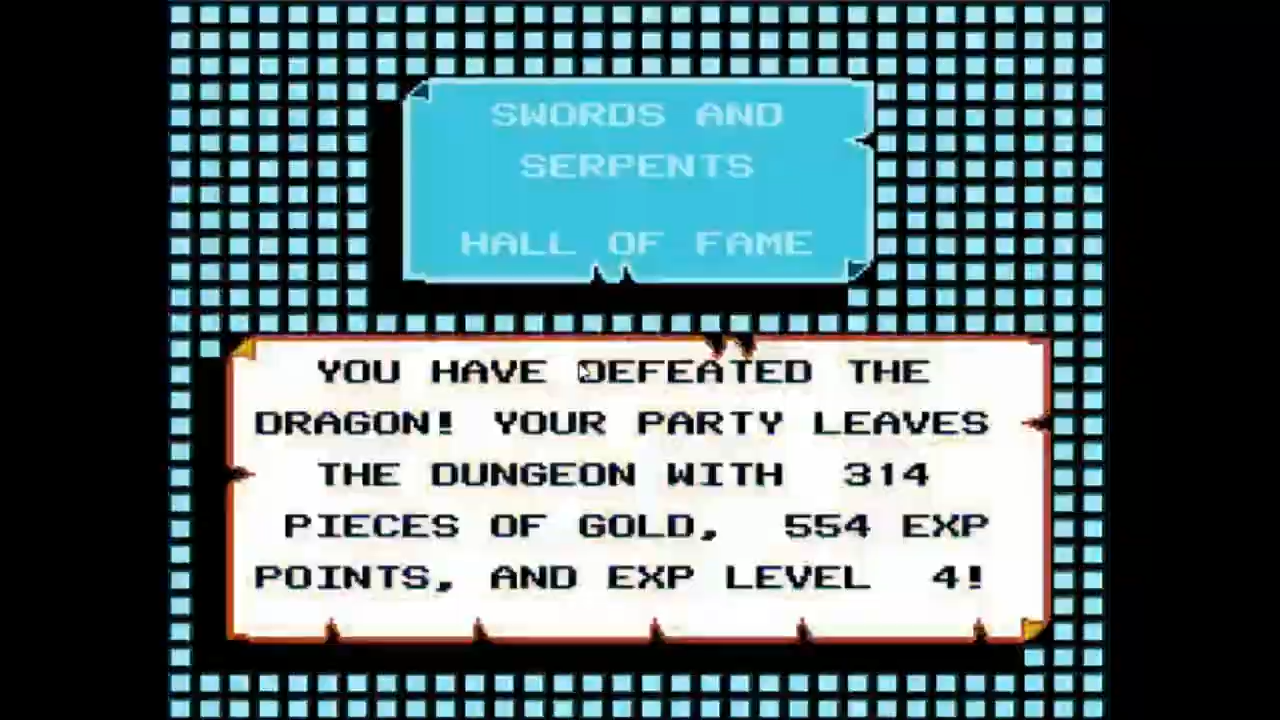 SWORDS AND
SERPENTS
HALL OF FAME
YOU HAVE DEFEATED THE
DRAGON! YOUR PARTY LEAVES
THE DUNGEON WITH 314
PIECES OF GOLD, 554 EXP
POINTS, AND EXP LEVEL 4!